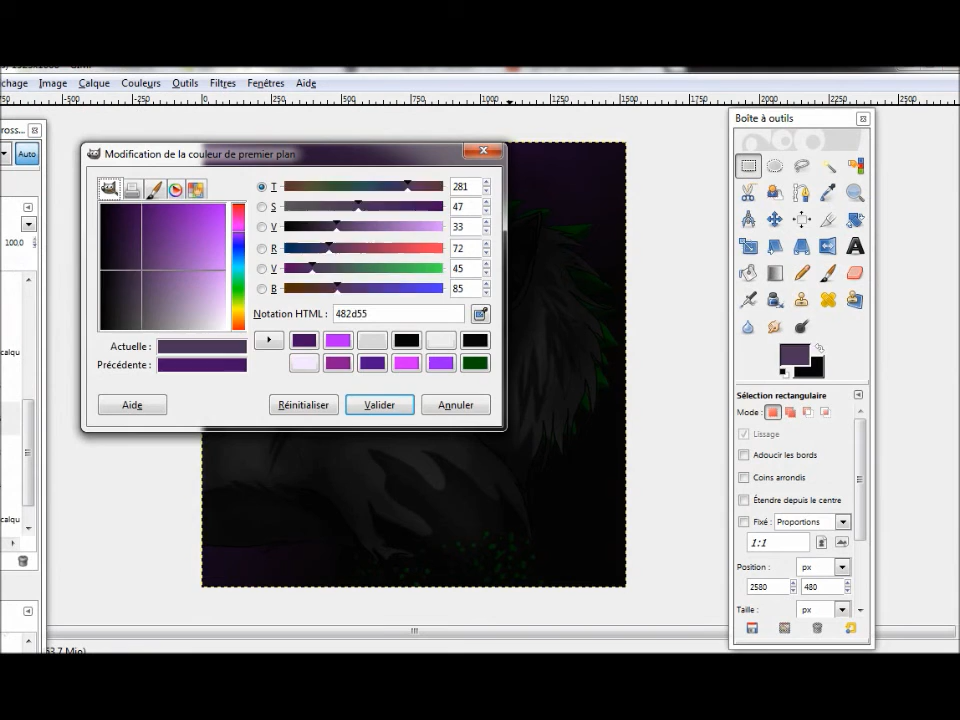 chage Image Calque Couleurs Outils Filtres Fenêtres Aide
-500 -250 0 250 500 750 1000 1250 1500 2000 2250 2500
Boîte à outils
Auto
100,0
Modification de la couleur de premier plan
T 281
S 47
V 33
R 72
V 45
B 85
Notation HTML : 482d55
Actuelle :
Précédente :
Aide Réinitialiser Valider Annuler
calqu
calqu
Sélection rectangulaire
Mode :
Lissage
Adoucir les bords
Coins arrondis
Étendre depuis le centre
Fixé : Proportions
1:1
Position : px
2580 480
Taille : px